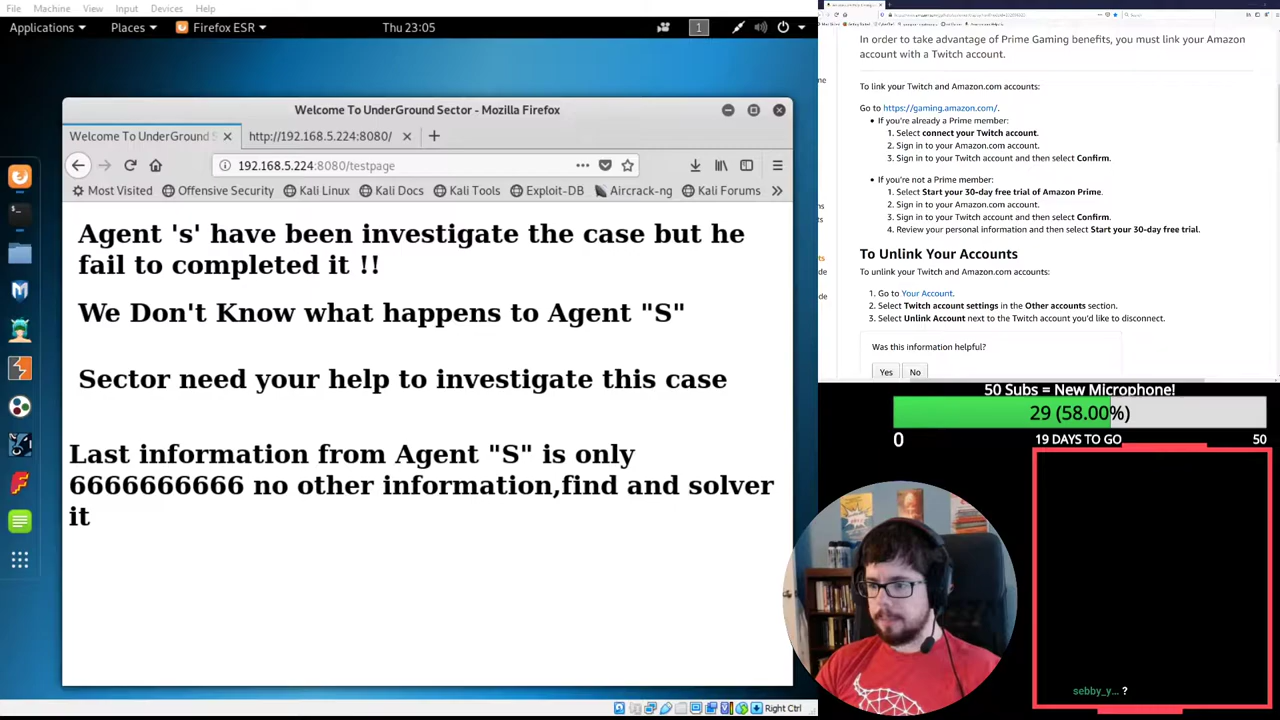 File Machine View Input Devices Help
Applications Places Firefox ESR Thu 23:05 1
Welcome To UnderGround Sector - Mozilla Firefox
Welcome To UnderGround S http://192.168.5.224:8080/
192.168.5.224:8080/testpage
Most Visited Offensive Security Kali Linux Kali Docs Kali Tools Exploit-DB Aircrack-ng Kali Forums
Agent 's' have been investigate the case but he
fail to completed it !!
We Don't Know what happens to Agent "S"
Sector need your help to investigate this case
Last information from Agent "S" is only
6666666666 no other information,find and solver
it
Right Ctrl
In order to take advantage of Prime Gaming benefits, you must link your Amazon
account with a Twitch account.
To link your Twitch and Amazon.com accounts:
Go to https://gaming.amazon.com/.
If you're already a Prime member:
1. Select connect your Twitch account.
2. Sign in to your Amazon.com account.
3. Sign in to your Twitch account and then select Confirm.
If you're not a Prime member:
1. Select Start your 30-day free trial of Amazon Prime.
2. Sign in to your Amazon.com account.
3. Sign in to your Twitch account and then select Confirm.
4. Review your personal information and then select Start your 30-day free trial.
To Unlink Your Accounts
To unlink your Twitch and Amazon.com accounts:
1. Go to Your Account.
2. Select Twitch account settings in the Other accounts section.
3. Select Unlink Account next to the Twitch account you'd like to disconnect.
Was this information helpful?
Yes No
50 Subs = New Microphone!
29 (58.00%)
0 19 DAYS TO GO 50
sebby_y... ?